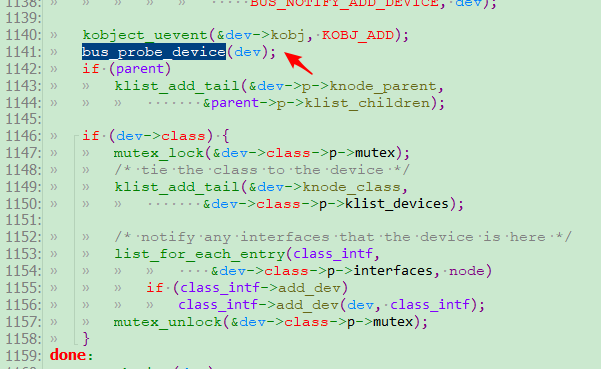 1138: BUS_NOTIFY_ADD_DEVICE, dev);
1139:
1140: kobject_uevent(&dev->kobj, KOBJ_ADD);
1141: bus_probe_device(dev);
1142: if (parent)
1143: klist_add_tail(&dev->p->knode_parent,
1144: &parent->p->klist_children);
1145:
1146: if (dev->class) {
1147: mutex_lock(&dev->class->p->mutex);
1148: /* tie the class to the device */
1149: klist_add_tail(&dev->knode_class,
1150: &dev->class->p->klist_devices);
1151:
1152: /* notify any interfaces that the device is here */
1153: list_for_each_entry(class_intf,
1154: &dev->class->p->interfaces, node)
1155: if (class_intf->add_dev)
1156: class_intf->add_dev(dev, class_intf);
1157: mutex_unlock(&dev->class->p->mutex);
1158: }
1159: done: